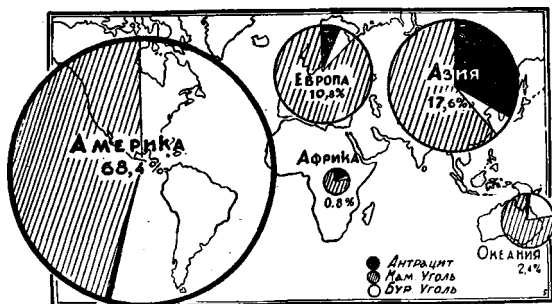 Америка
68,4%
Европа
10,8%
Азия
17,6%
Африка
0.8%
Океания
2,4%
Антрацит
Кам. Уголь
Бур. Уголь